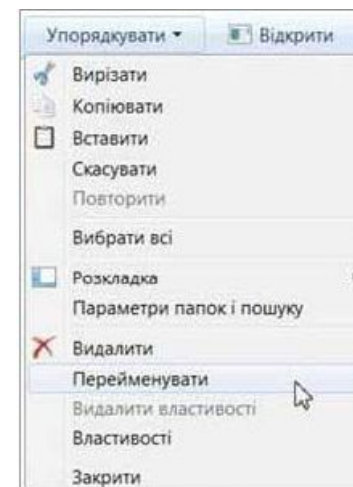 Упорядкувати Відкрити
Вирізати
Копіювати
Вставити
Скасувати
Повторити
Вибрати всі
Розкладка
Параметри папок і пошуку
Видалити
Перейменувати
Видалити властивості
Властивості
Закрити